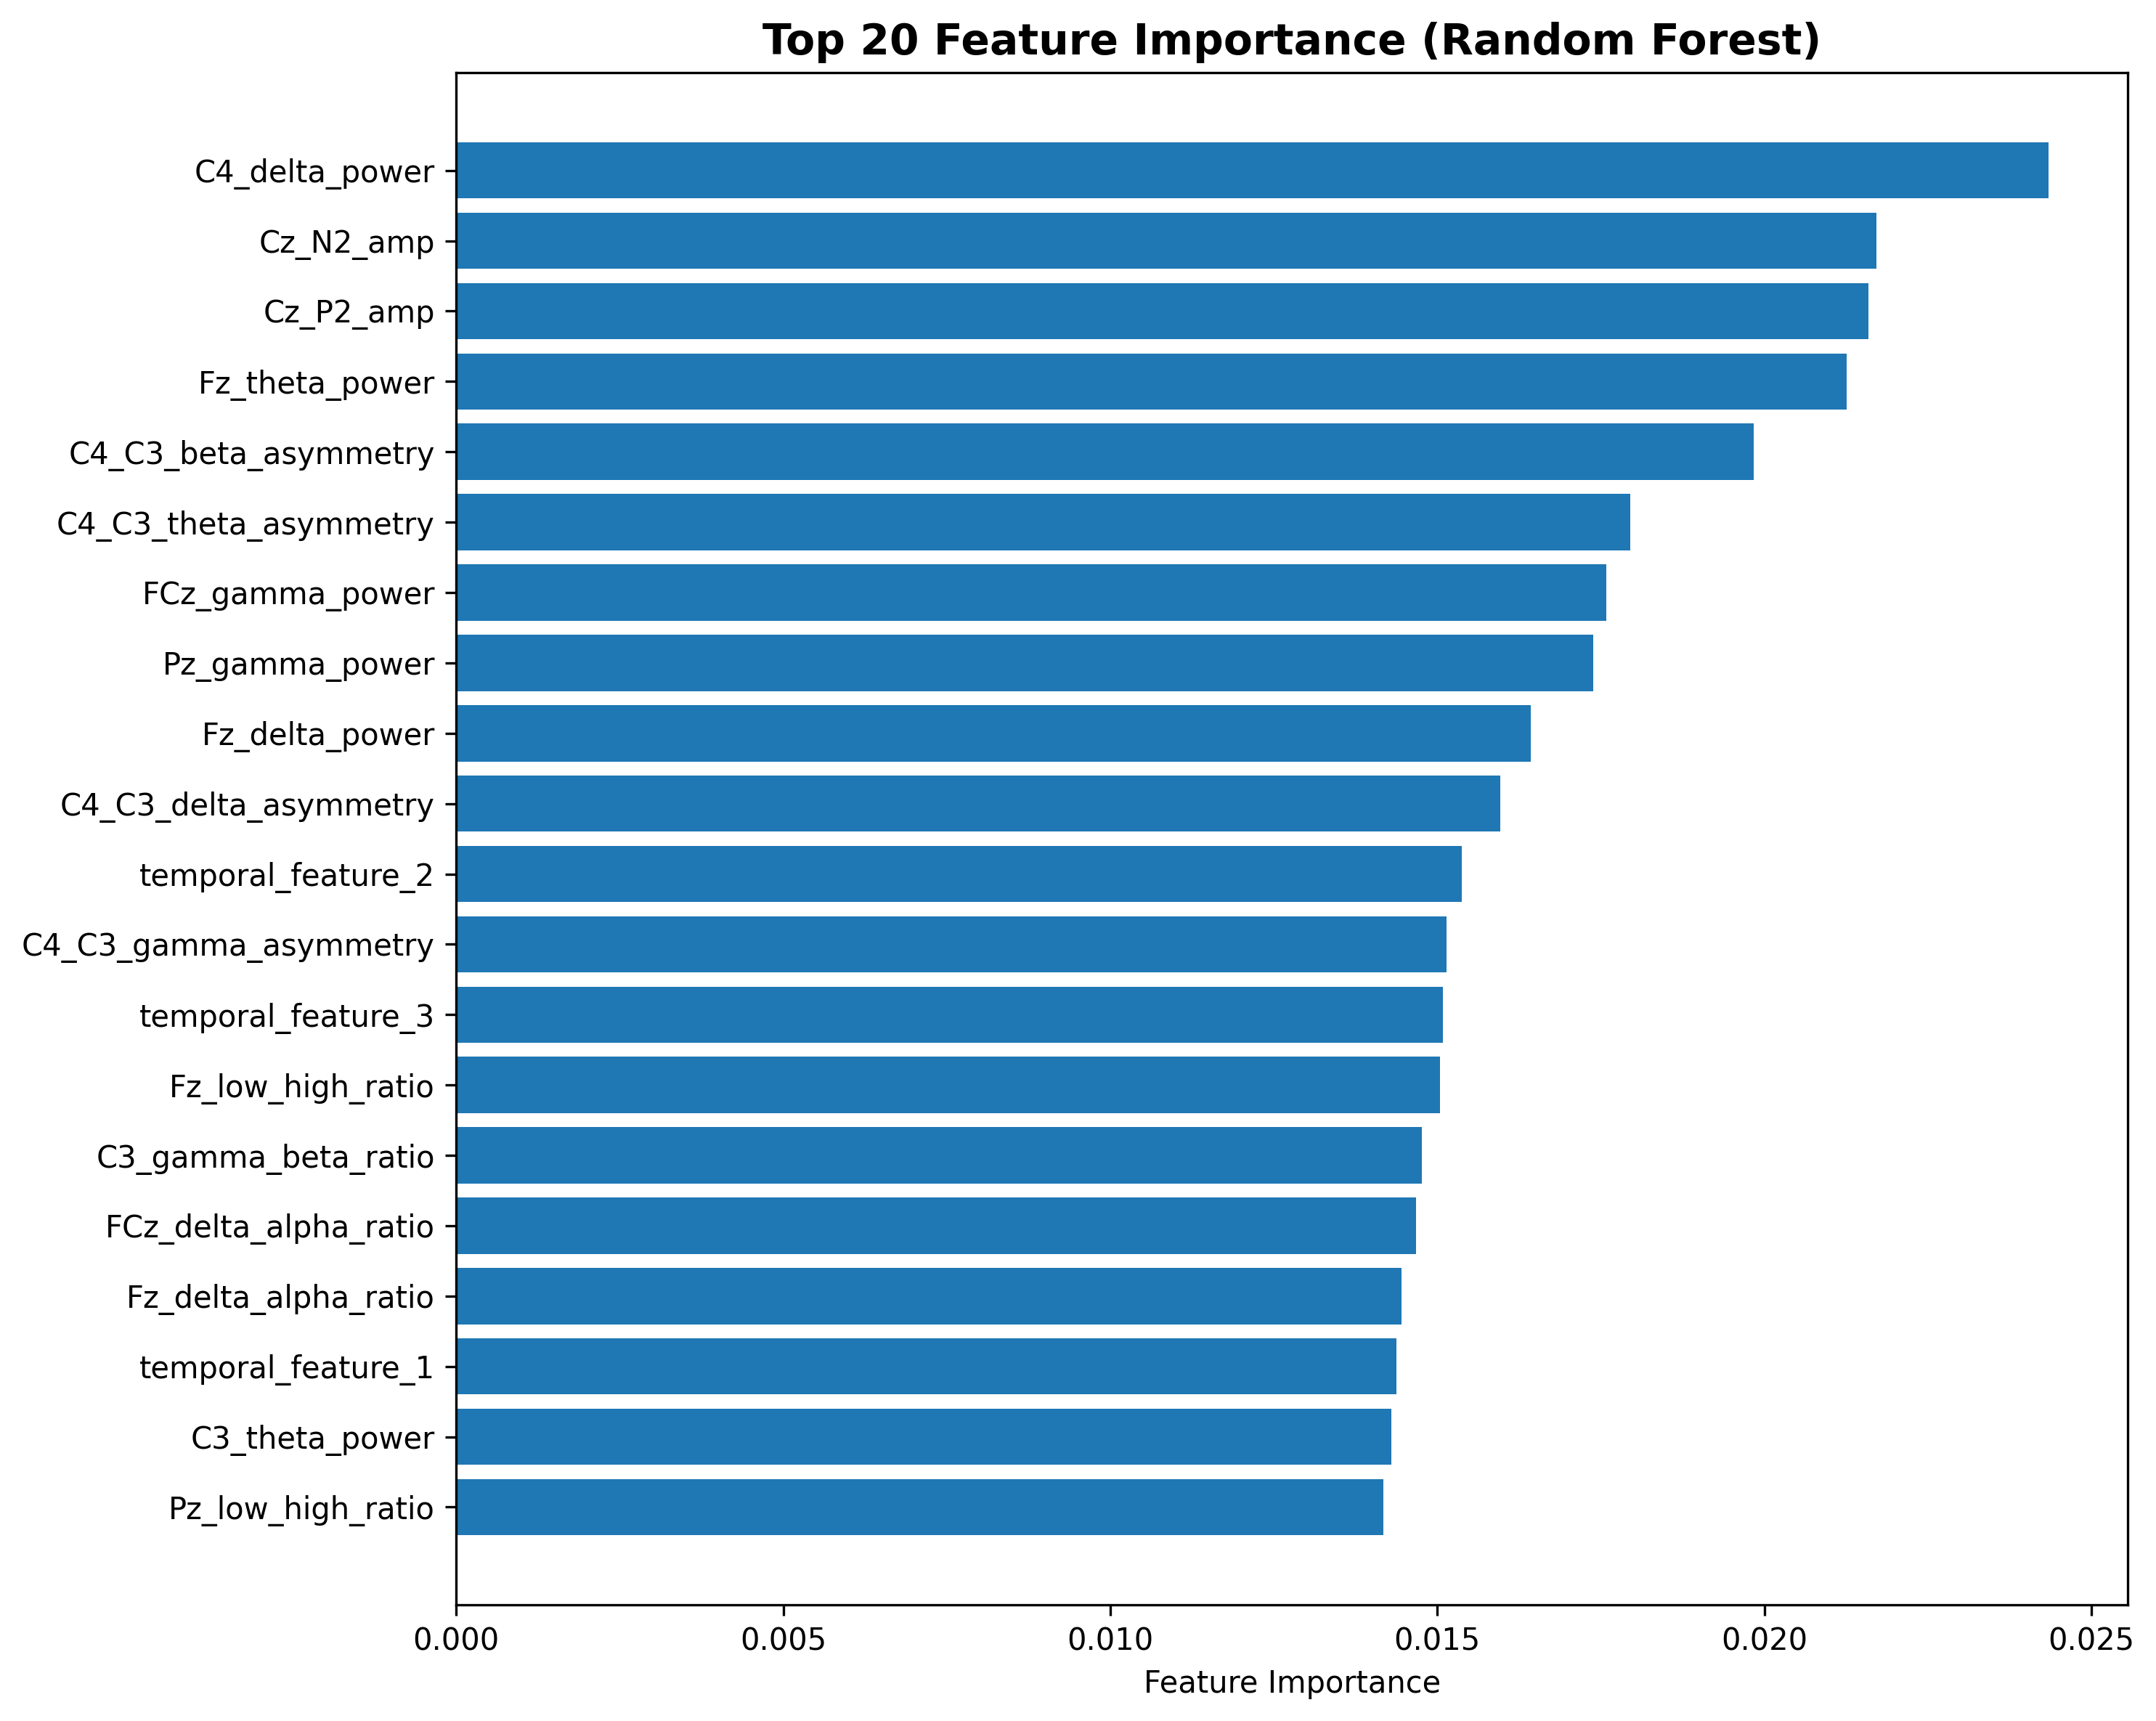 Top 20 Feature Importance (Random Forest)
C4_delta_power
Cz_N2_amp
Cz_P2_amp
Fz_theta_power
C4_C3_beta_asymmetry
C4_C3_theta_asymmetry
FCz_gamma_power
Pz_gamma_power
Fz_delta_power
C4_C3_delta_asymmetry
temporal_feature_2
C4_C3_gamma_asymmetry
temporal_feature_3
Fz_low_high_ratio
C3_gamma_beta_ratio
FCz_delta_alpha_ratio
Fz_delta_alpha_ratio
temporal_feature_1
C3_theta_power
Pz_low_high_ratio
0.000 0.005 0.010 0.015 0.020 0.025
Feature Importance